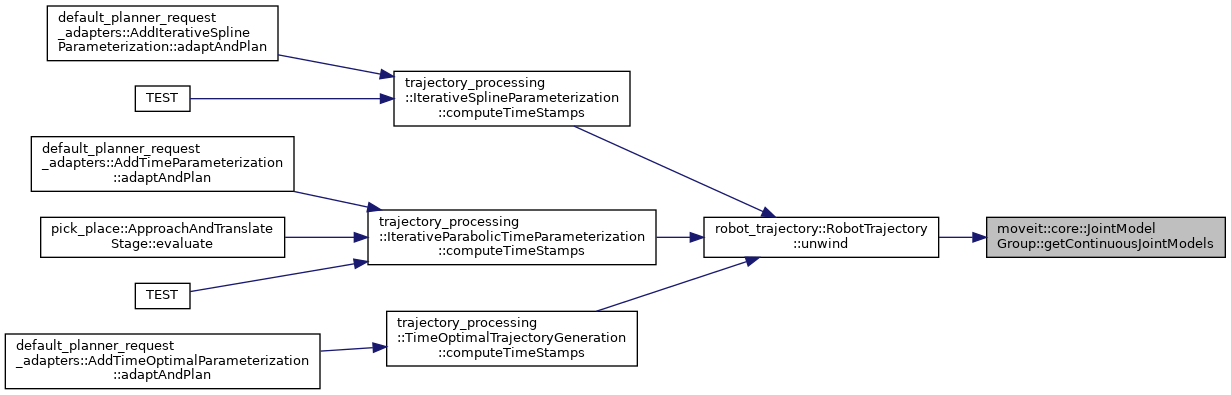 default_planner_request
_adapters::AddIterativeSpline
Parameterization::adaptAndPlan
TEST
default_planner_request
_adapters::AddTimeParameterization
::adaptAndPlan
pick_place::ApproachAndTranslate
Stage::evaluate
TEST
default_planner_request
_adapters::AddTimeOptimalParameterization
::adaptAndPlan
trajectory_processing
::IterativeSplineParameterization
::computeTimeStamps
trajectory_processing
::IterativeParabolicTimeParameterization
::computeTimeStamps
trajectory_processing
::TimeOptimalTrajectoryGeneration
::computeTimeStamps
robot_trajectory::RobotTrajectory
::unwind
moveit::core::JointModel
Group::getContinuousJointModels